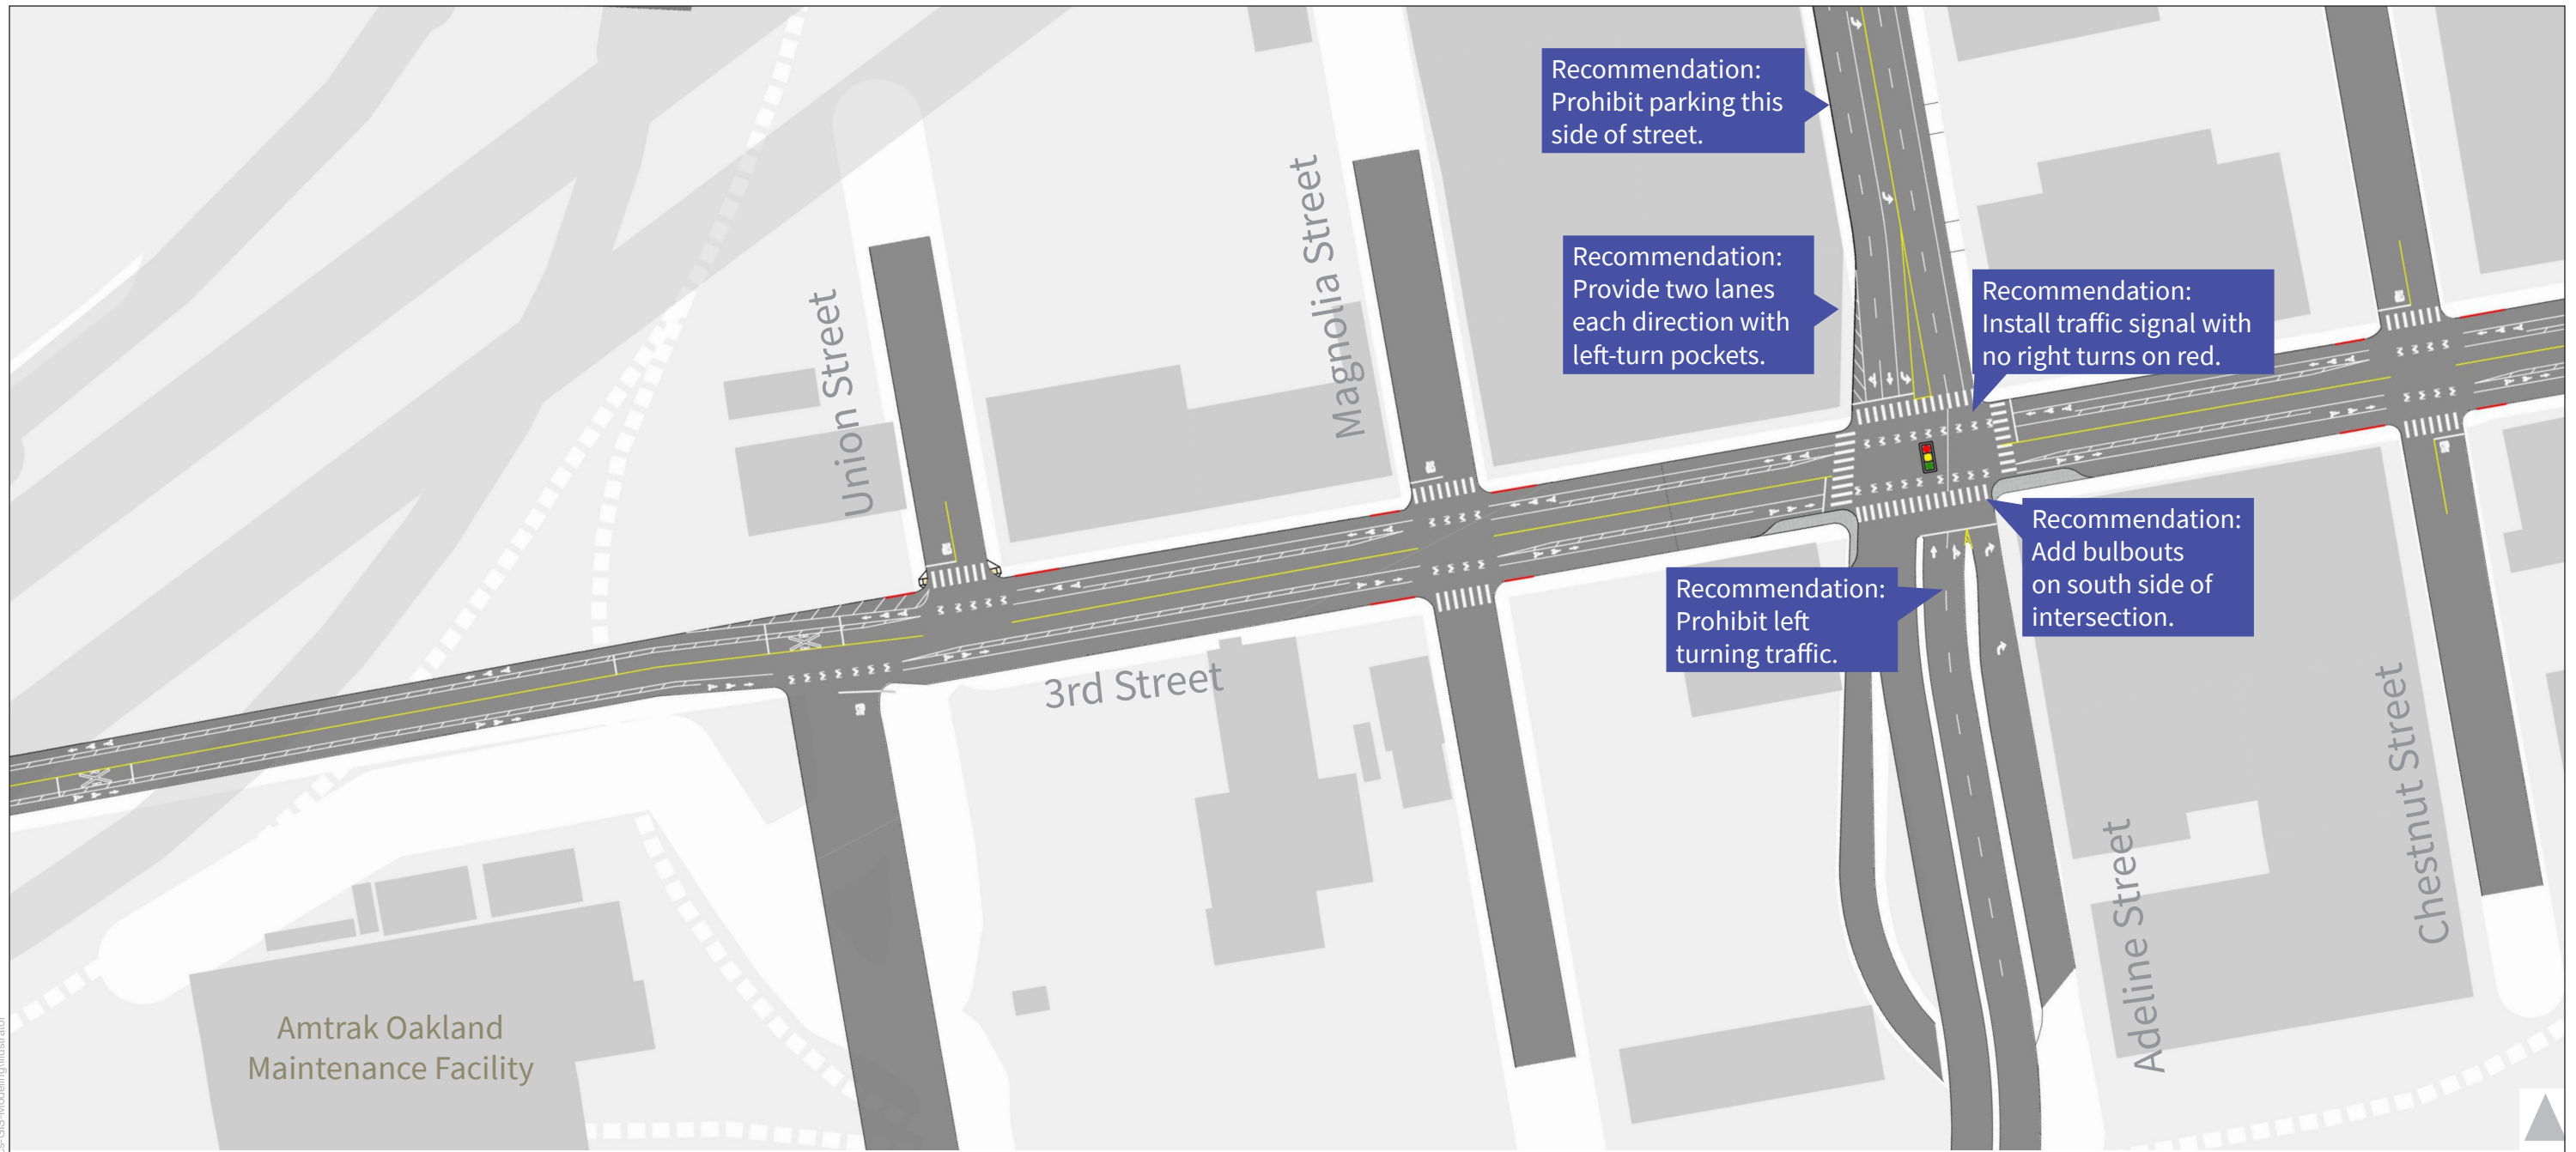 Recommendation:
Prohibit parking this
side of street.
Recommendation:
Provide two lanes
each direction with
left-turn pockets.
Recommendation:
Install traffic signal with
no right turns on red.
Recommendation:
Add bulbouts
on south side of
intersection.
Recommendation:
Prohibit left
turning traffic.
Union Street
Magnolia Street
3rd Street
Adeline Street
Chestnut Street
Amtrak Oakland
Maintenance Facility